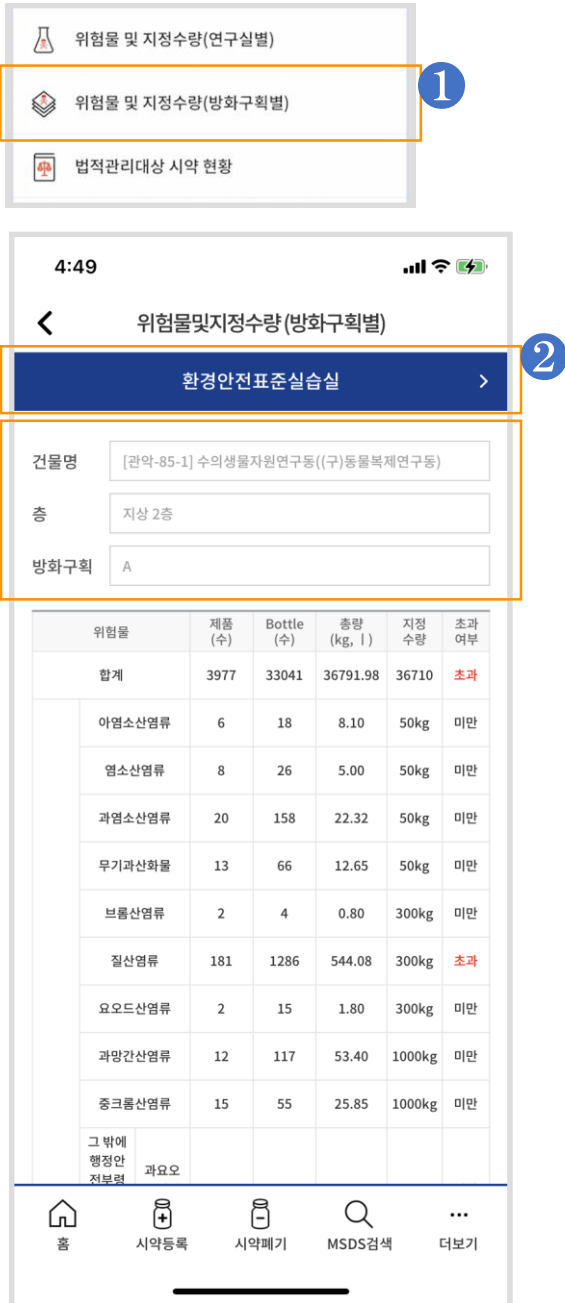 위험물 및 지정수량(연구실별)
위험물 및 지정수량(방화구획별)
1
법적관리대상 시약 현황
4:49
위험물및지정수량 (방화구획별)
2
환경안전표준실습실
건물명 [관악-85-1] 수의생물자원연구동((구)동물복제연구동)
층 지상 2층
방화구획 A
위험물 제품 (수) Bottle (수) 총량 (kg, ㅣ) 지정 수량 초과 여부
합계 3977 33041 36791.98 36710 초과
아염소산염류 6 18 8.10 50kg 미만
염소산염류 8 26 5.00 50kg 미만
과염소산염류 20 158 22.32 50kg 미만
무기과산화물 13 66 12.65 50kg 미만
브롬산염류 2 4 0.80 300kg 미만
질산염류 181 1286 544.08 300kg 초과
요오드산염류 2 15 1.80 300kg 미만
과망간산염류 12 117 53.40 1000kg 미만
중크롬산염류 15 55 25.85 1000kg 미만
그 밖에
행정안
전부령 과요오
홈 시약등록 시약폐기 MSDS검색 더보기